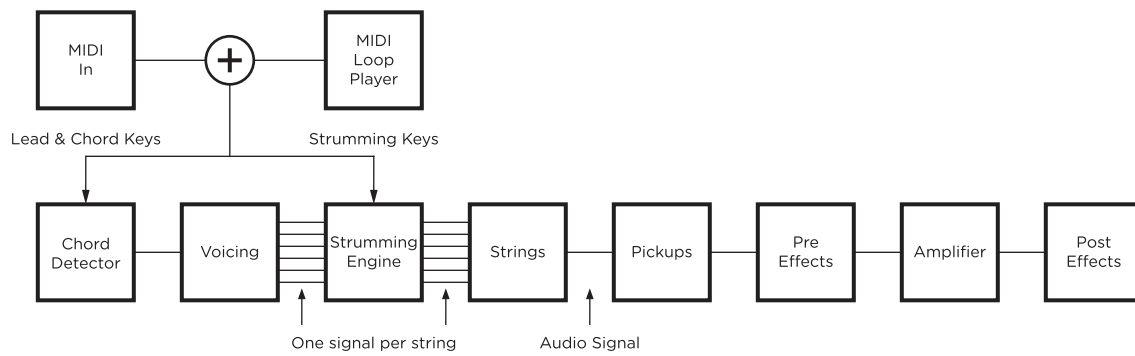 MIDI
In
MIDI
Loop
Player
Lead & Chord Keys
Strumming Keys
Chord
Detector
Voicing
Strumming
Engine
Strings
Pickups
Pre
Effects
Amplifier
Post
Effects
One signal per string
Audio Signal